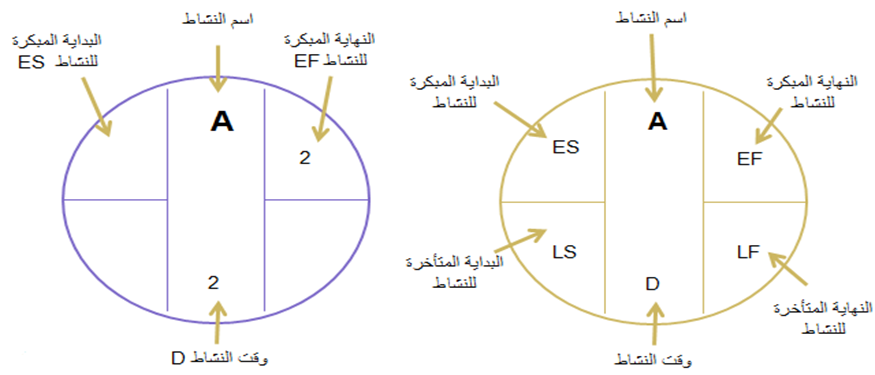 اسم النشاط
البداية المبكرة
للنشاط ES
النهاية المبكرة
للنشاط EF
A
2
2
وقت النشاط D
اسم النشاط
البداية المبكرة
للنشاط
النهاية المبكرة
للنشاط
A
ES
EF
LS
LF
D
البداية المتأخرة
للنشاط
النهاية المتأخرة
للنشاط
وقت النشاط